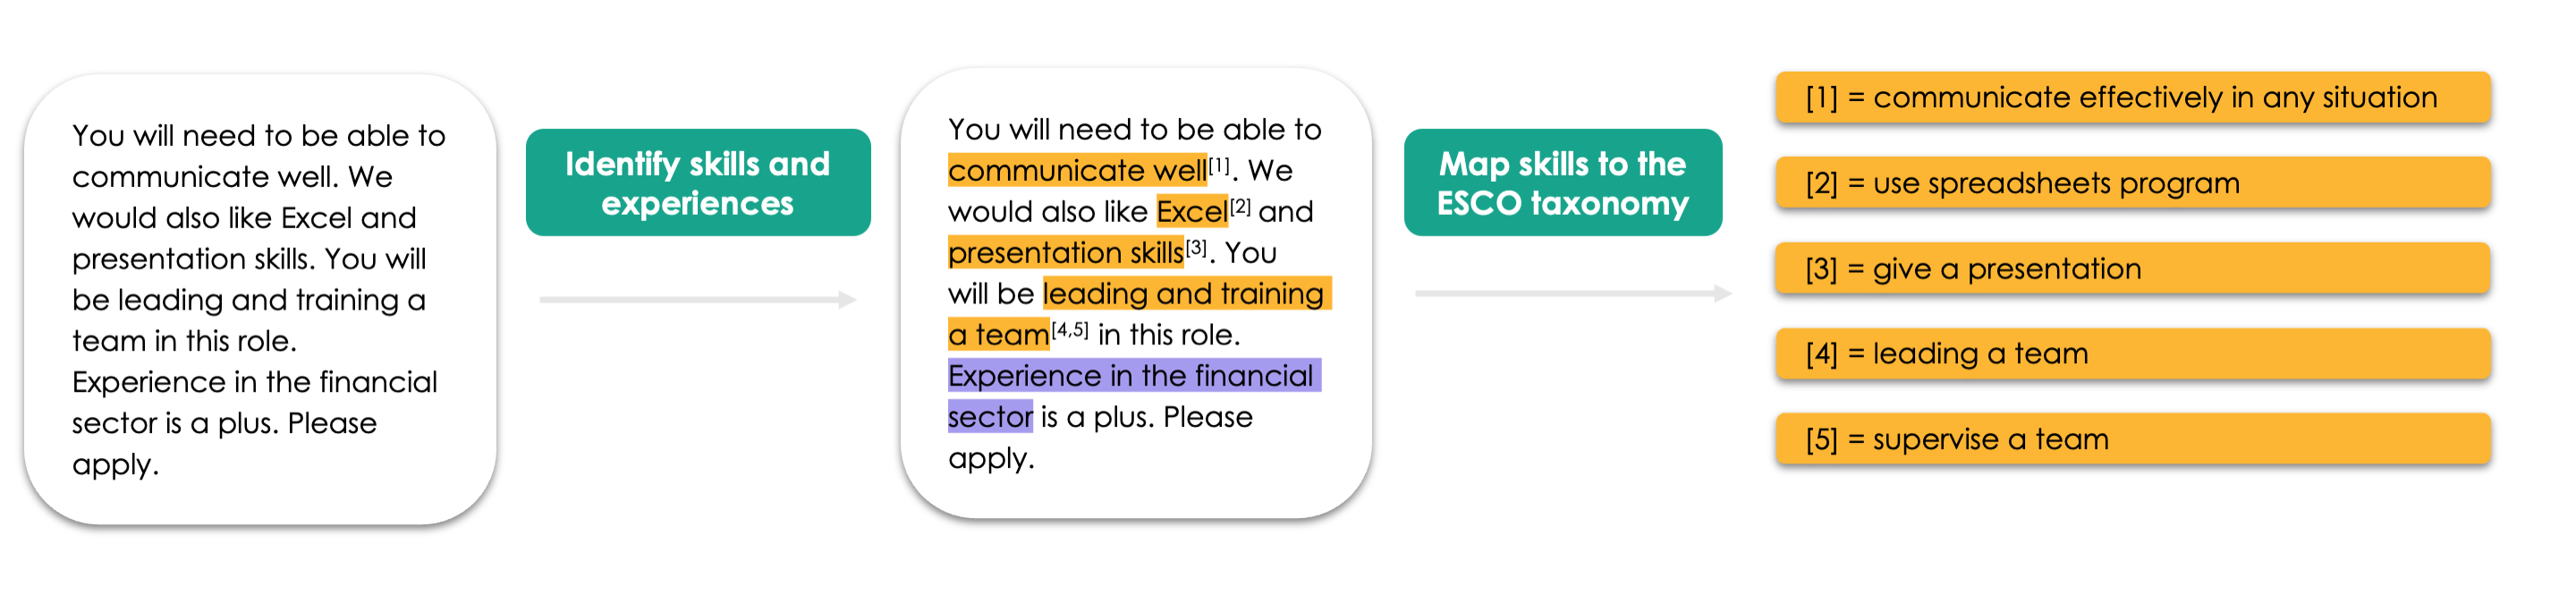 You will need to be able to
communicate well. We
would also like Excel and
presentation skills. You will
be leading and training a
team in this role.
Experience in the financial
sector is a plus. Please
apply.
Identify skills and
experiences
You will need to be able to
communicate well[1]. We
would also like Excel[2] and
presentation skills[3]. You
will be leading and training
a team[4,5] in this role.
Experience in the financial
sector is a plus. Please
apply.
Map skills to the
ESCO taxonomy
[1] = communicate effectively in any situation
[2] = use spreadsheets program
[3] = give a presentation
[4] = leading a team
[5] = supervise a team